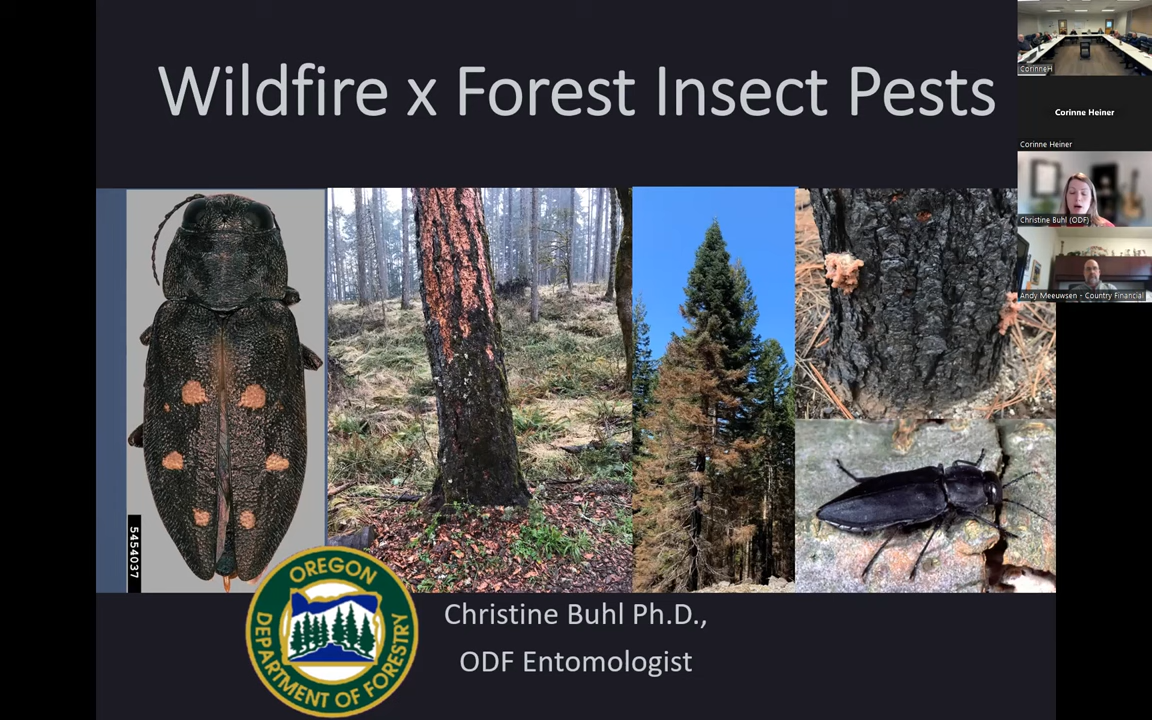 Wildfire x Forest Insect Pests
CorinneH
Corinne Heiner
Corinne Heiner
Christine Buhl (ODF)
Andy Meeuwsen - Country Financial
5454037
OREGON
DEPARTMENT OF FORESTRY
Christine Buhl Ph.D.,
ODF Entomologist